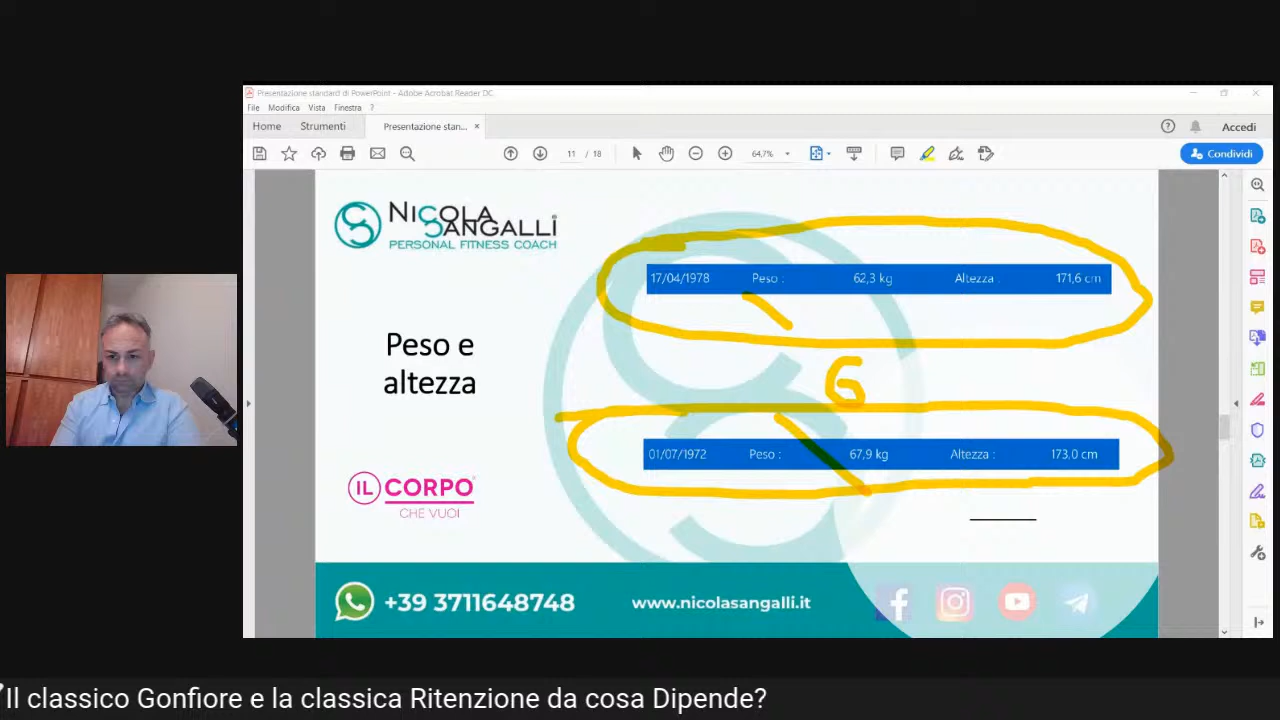 Presentazione standard di PowerPoint - Adobe Acrobat Reader DC
File Modifica Vista Finestra ?
Home Strumenti Presentazione stan... × Accedi
11 / 18 64,7% Condividi
NICOLA
SANGALLI®
PERSONAL FITNESS COACH
17/04/1978 Peso : 62,3 kg Altezza : 171,6 cm
Peso e
altezza
6
01/07/1972 Peso : 67,9 kg Altezza : 173,0 cm
IL CORPO
CHE VUOI
+39 3711648748 www.nicolasangalli.it
Il classico Gonfiore e la classica Ritenzione da cosa Dipende?